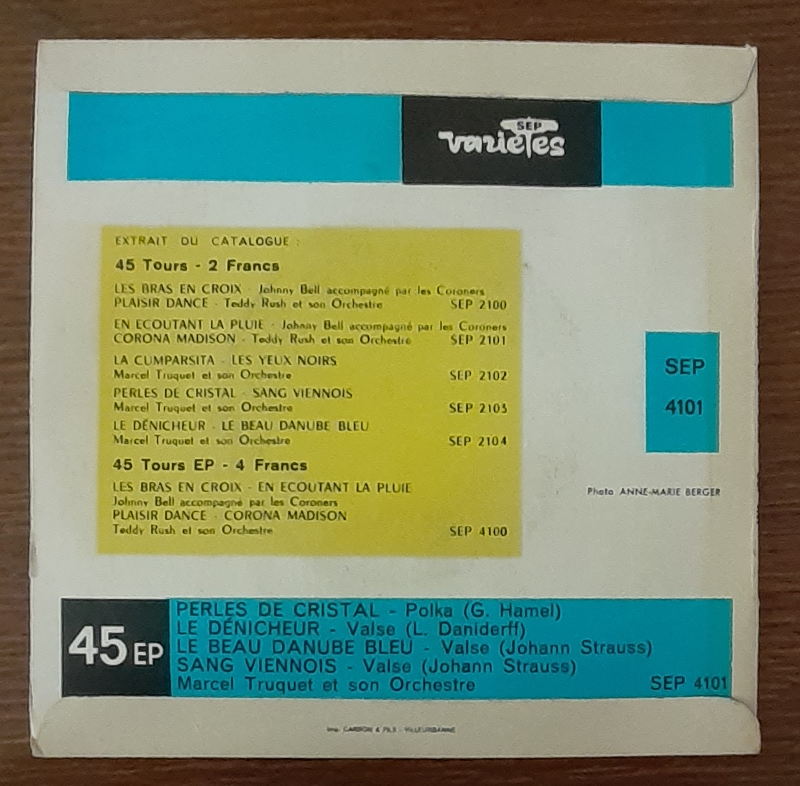 SEP
variétés
EXTRAIT DU CATALOGUE :
45 Tours - 2 Francs
LES BRAS EN CROIX - Johnny Bell accompagné par les Coroners
PLAISIR DANCE - Teddy Rush et son Orchestre SEP 2100
EN ECOUTANT LA PLUIE - Johnny Bell accompagné par les Coroners
CORONA MADISON - Teddy Rush et son Orchestre SEP 2101
LA CUMPARSITA - LES YEUX NOIRS
Marcel Truquet et son Orchestre SEP 2102
PERLES DE CRISTAL - SANG VIENNOIS
Marcel Truquet et son Orchestre SEP 2103
LE DÉNICHEUR - LE BEAU DANUBE BLEU
Marcel Truquet et son Orchestre SEP 2104
45 Tours EP - 4 Francs
LES BRAS EN CROIX - EN ECOUTANT LA PLUIE
Johnny Bell accompagné par les Coroners
PLAISIR DANCE - CORONA MADISON
Teddy Rush et son Orchestre SEP 4100
SEP
4101
Photo ANNE-MARIE BERGER
45 EP
PERLES DE CRISTAL - Polka (G. Hamel)
LE DÉNICHEUR - Valse (L. Daniderff)
LE BEAU DANUBE BLEU - Valse (Johann Strauss)
SANG VIENNOIS - Valse (Johann Strauss)
Marcel Truquet et son Orchestre SEP 4101
Imp. & FILS - VILLEURBANNE